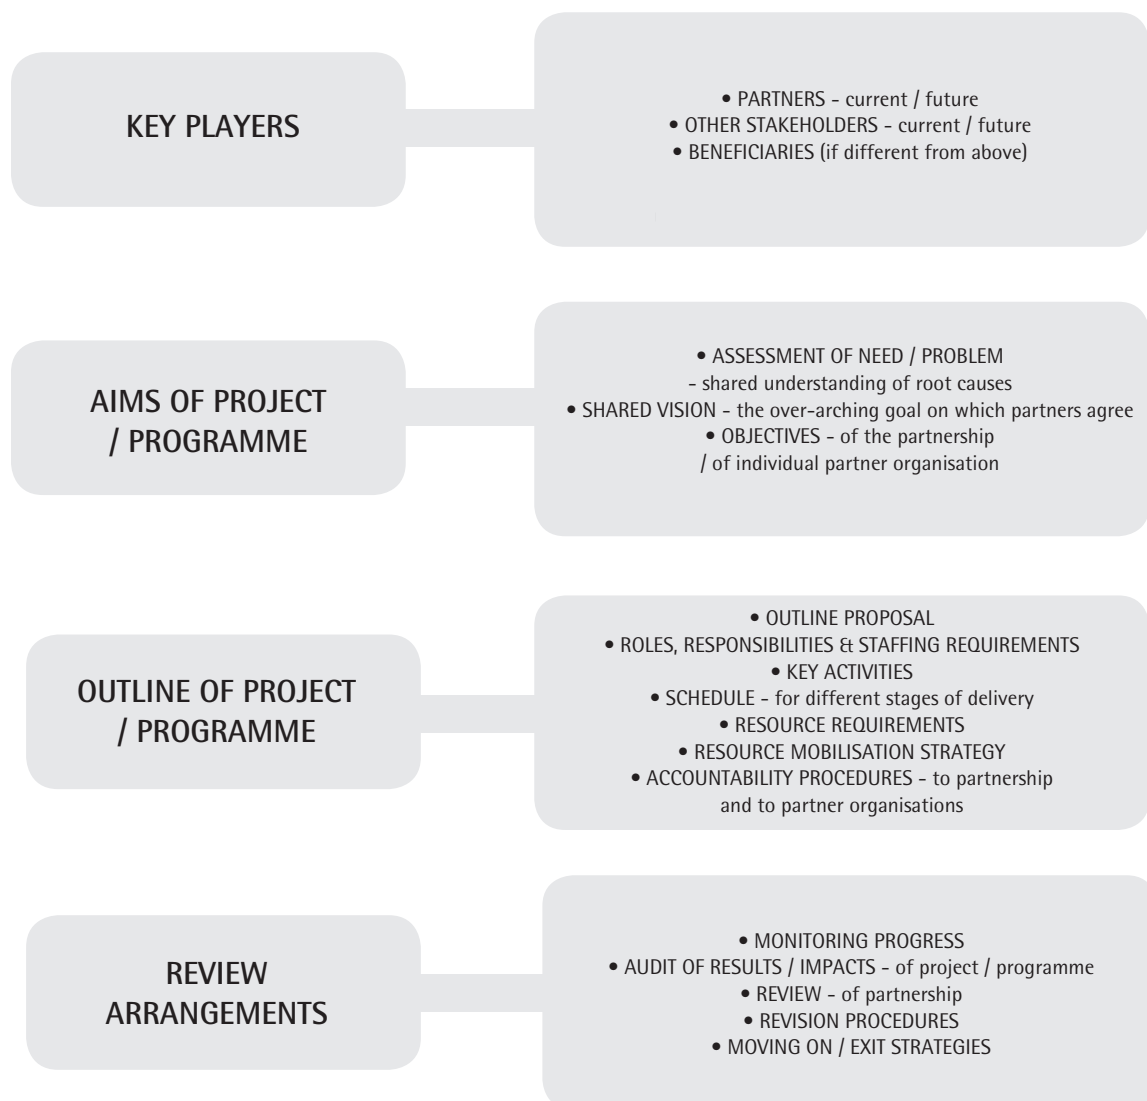 KEY PLAYERS
• PARTNERS - current / future
• OTHER STAKEHOLDERS - current / future
• BENEFICIARIES (if different from above)
AIMS OF PROJECT
/ PROGRAMME
• ASSESSMENT OF NEED / PROBLEM
- shared understanding of root causes
• SHARED VISION - the over-arching goal on which partners agree
• OBJECTIVES - of the partnership
/ of individual partner organisation
OUTLINE OF PROJECT
/ PROGRAMME
• OUTLINE PROPOSAL
• ROLES, RESPONSIBILITIES & STAFFING REQUIREMENTS
• KEY ACTIVITIES
• SCHEDULE - for different stages of delivery
• RESOURCE REQUIREMENTS
• RESOURCE MOBILISATION STRATEGY
• ACCOUNTABILITY PROCEDURES - to partnership
and to partner organisations
REVIEW
ARRANGEMENTS
• MONITORING PROGRESS
• AUDIT OF RESULTS / IMPACTS - of project / programme
• REVIEW - of partnership
• REVISION PROCEDURES
• MOVING ON / EXIT STRATEGIES